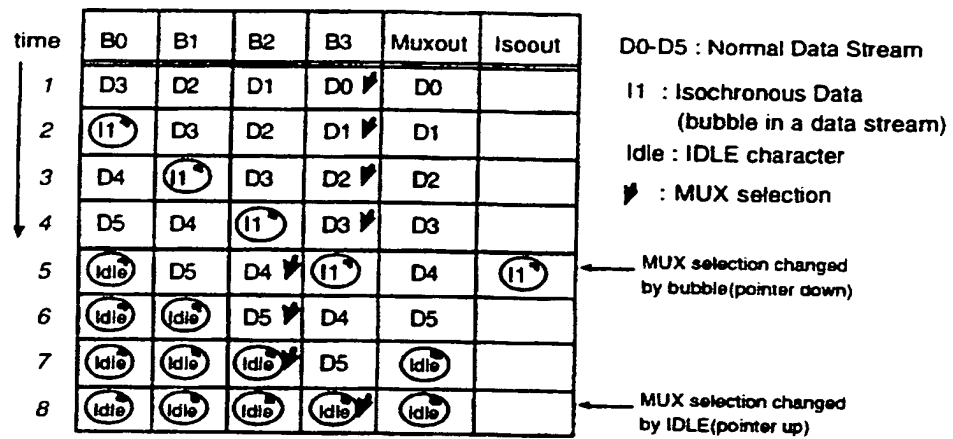 time B0 B1 B2 B3 Muxout Isoout
1 D3 D2 D1 D0 D0
2 I1 D3 D2 D1 D1
3 D4 I1 D3 D2 D2
4 D5 D4 I1 D3 D3
5 Idle D5 D4 I1 D4 I1
6 Idle Idle D5 D4 D5
7 Idle Idle Idle D5 Idle
8 Idle Idle Idle Idle Idle
D0-D5 : Normal Data Stream
I1 : Isochronous Data
(bubble in a data stream)
Idle : IDLE character
: MUX selection
MUX selection changed
by bubble(pointer down)
MUX selection changed
by IDLE(pointer up)